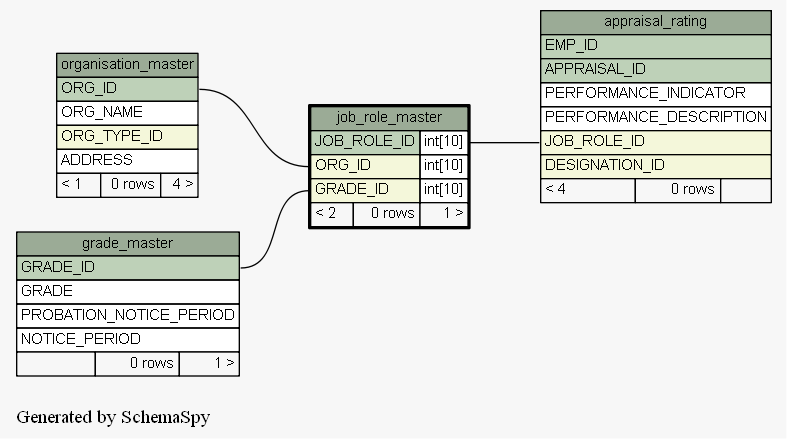 organisation_master
ORG_ID
ORG_NAME
ORG_TYPE_ID
ADDRESS
< 1 0 rows 4 >
grade_master
GRADE_ID
GRADE
PROBATION_NOTICE_PERIOD
NOTICE_PERIOD
0 rows 1 >
job_role_master
JOB_ROLE_ID int[10]
ORG_ID int[10]
GRADE_ID int[10]
< 2 0 rows 1 >
appraisal_rating
EMP_ID
APPRAISAL_ID
PERFORMANCE_INDICATOR
PERFORMANCE_DESCRIPTION
JOB_ROLE_ID
DESIGNATION_ID
< 4 0 rows
Generated by SchemaSpy